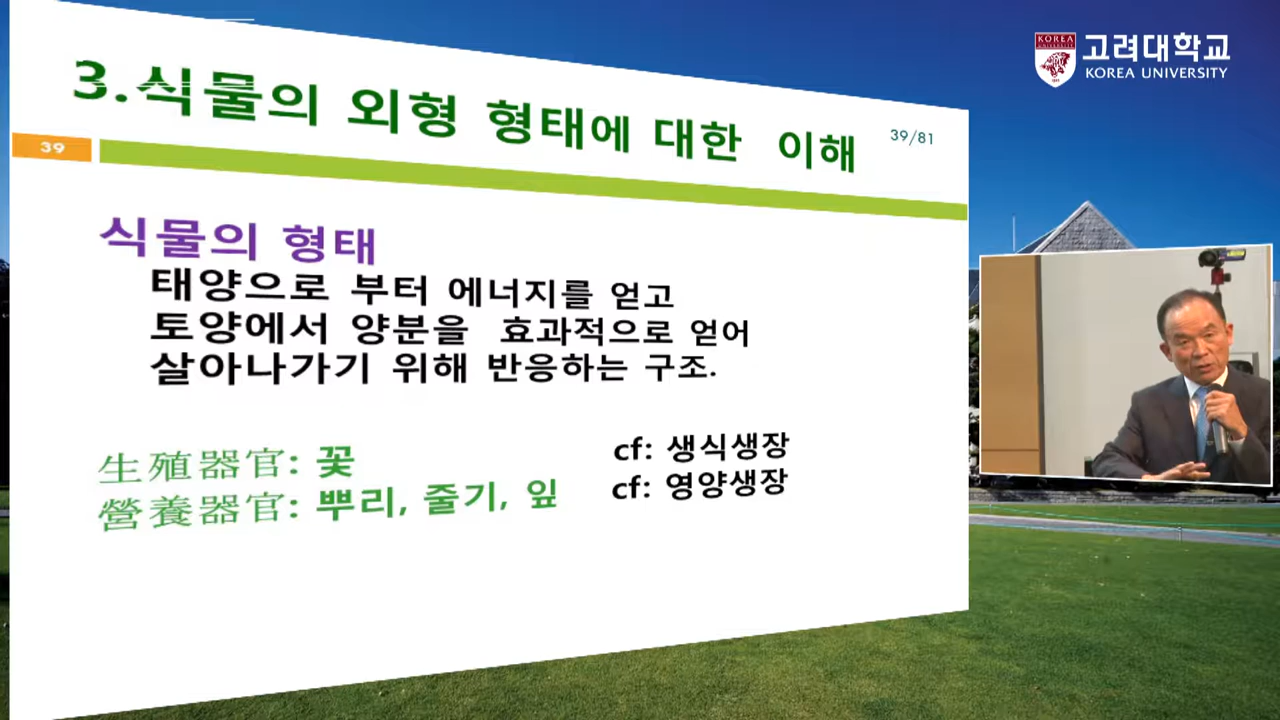 KOREA
UNIVERSITY
고려대학교
KOREA UNIVERSITY
3.식물의 외형 형태에 대한 이해
39/81
39
식물의 형태
태양으로 부터 에너지를 얻고
토양에서 양분을 효과적으로 얻어
살아나가기 위해 반응하는 구조.
生殖器官: 꽃
cf: 생식생장
營養器官: 뿌리, 줄기, 잎
cf: 영양생장